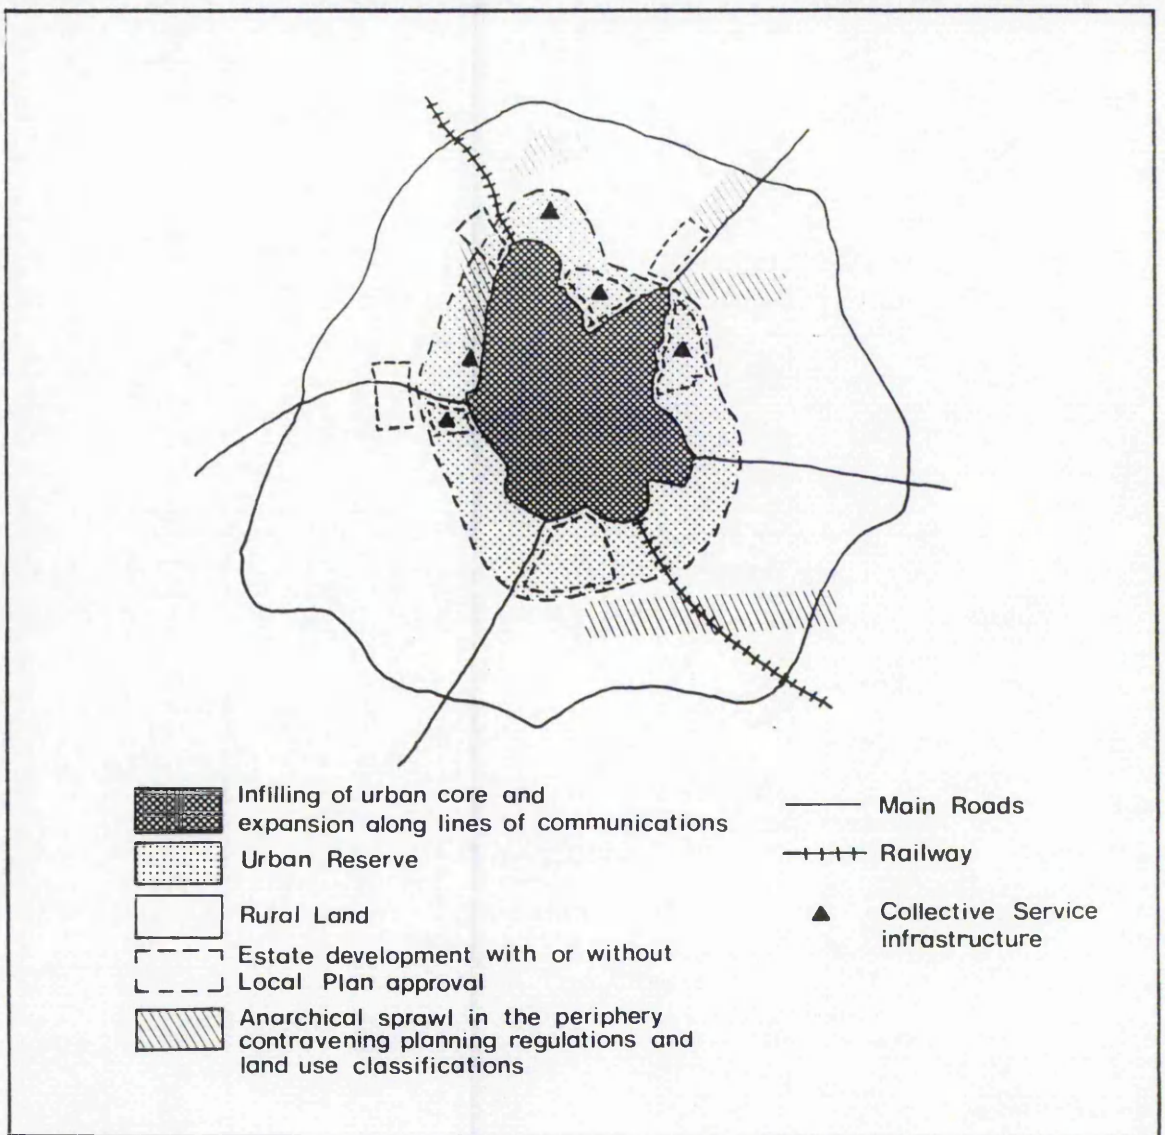 Infilling of urban core and
expansion along lines of communications
Urban Reserve
Rural Land
Estate development with or without
Local Plan approval
Anarchical sprawl in the periphery
contravening planning regulations and
land use classifications
Main Roads
Railway
Collective Service
infrastructure